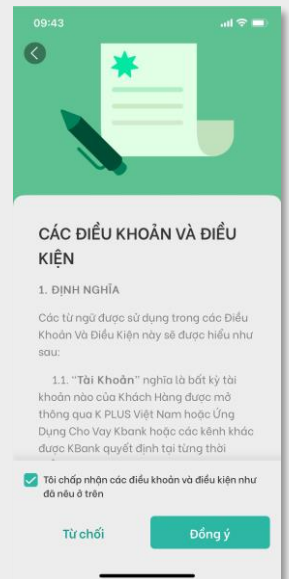 09:43
CÁC ĐIỀU KHOẢN VÀ ĐIỀU
KIỆN
1. ĐỊNH NGHĨA
Các từ ngữ được sử dụng trong các Điều
Khoản Và Điều Kiện này sẽ được hiểu như
sau:
1.1. "Tài Khoản" nghĩa là bất kỳ tài
khoản nào của Khách Hàng được mở
thông qua K PLUS Việt Nam hoặc Ứng
Dụng Cho Vay Kbank hoặc các kênh khác
được KBank quyết định tại từng thời
Tôi chấp nhận các điều khoản và điều kiện như
đã nêu ở trên
Từ chối
Đồng ý